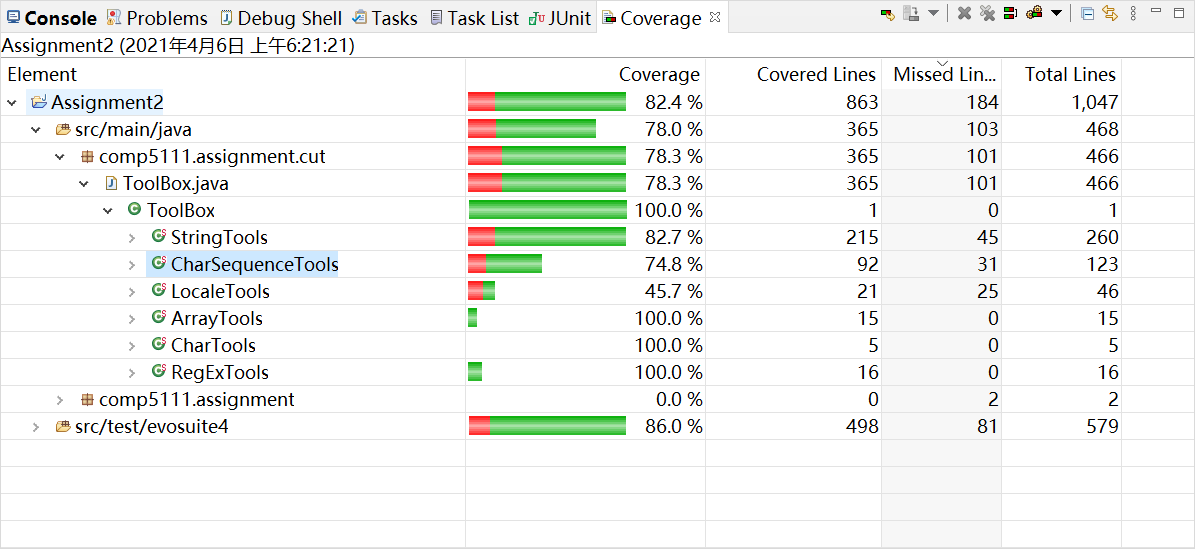 Console Problems Debug Shell Tasks Task List JUnit Coverage
Assignment2 (2021年4月6日 上午6:21:21)
Element Coverage Covered Lines Missed Lin... Total Lines
Assignment2 82.4 % 863 184 1,047
src/main/java 78.0 % 365 103 468
comp5111.assignment.cut 78.3 % 365 101 466
ToolBox.java 78.3 % 365 101 466
ToolBox 100.0 % 1 0 1
StringTools 82.7 % 215 45 260
CharSequenceTools 74.8 % 92 31 123
LocaleTools 45.7 % 21 25 46
ArrayTools 100.0 % 15 0 15
CharTools 100.0 % 5 0 5
RegExTools 100.0 % 16 0 16
comp5111.assignment 0.0 % 0 2 2
src/test/evosuite4 86.0 % 498 81 579